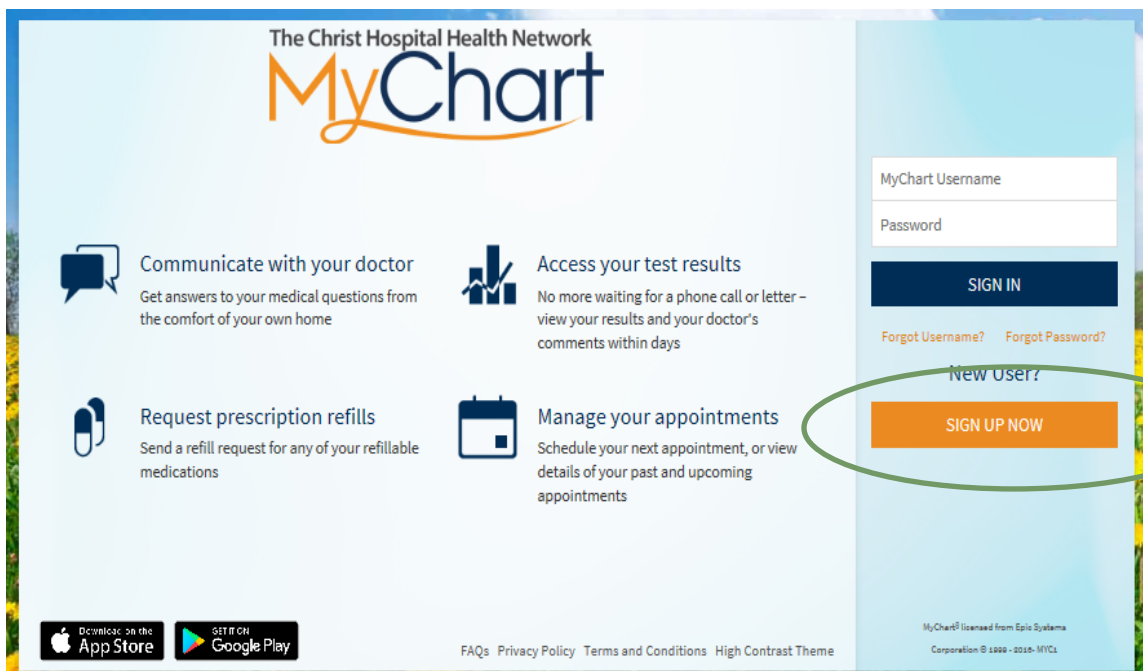 The Christ Hospital Health Network
MyChart
Communicate with your doctor
Get answers to your medical questions from
the comfort of your own home
Access your test results
No more waiting for a phone call or letter –
view your results and your doctor's
comments within days
Request prescription refills
Send a refill request for any of your refillable
medications
Manage your appointments
Schedule your next appointment, or view
details of your past and upcoming
appointments
Download on the
App Store
GET IT ON
Google Play
FAQs Privacy Policy Terms and Conditions High Contrast Theme
MyChart Username
Password
SIGN IN
Forgot Username? Forgot Password?
New User?
SIGN UP NOW
MyChart® licensed from Epic Systems
Corporation © 1999 - 2016- MYC1